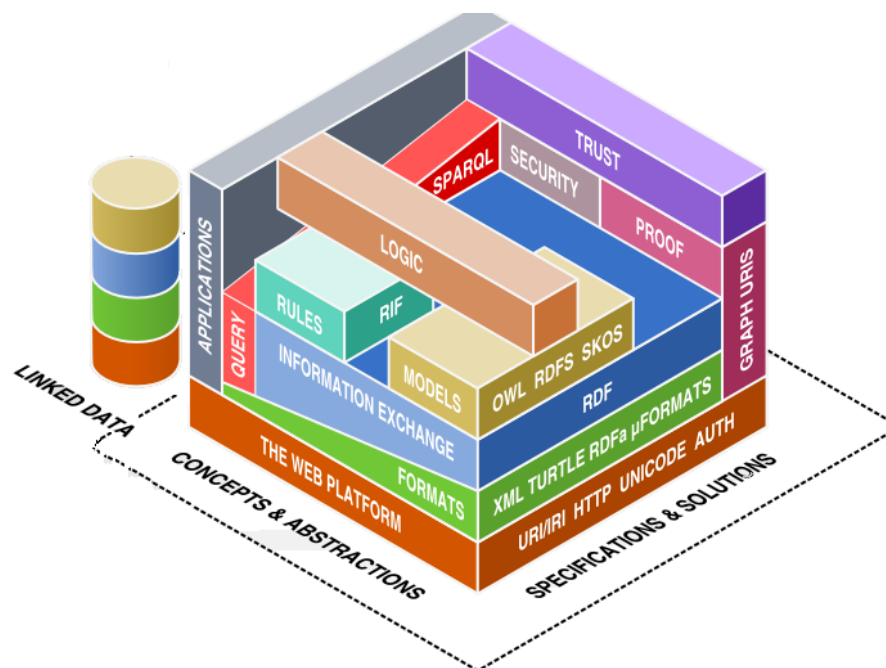 TRUST
SPARQL
SECURITY
PROOF
LOGIC
APPLICATIONS
GRAPH URIS
RULES
RIF
QUERY
INFORMATION EXCHANGE
MODELS
OWL RDFS SKOS
RDF
FORMATS
XML TURTLE RDFa µFORMATS
THE WEB PLATFORM
URI/IRI HTTP UNICODE AUTH
LINKED DATA
CONCEPTS & ABSTRACTIONS
SPECIFICATIONS & SOLUTIONS